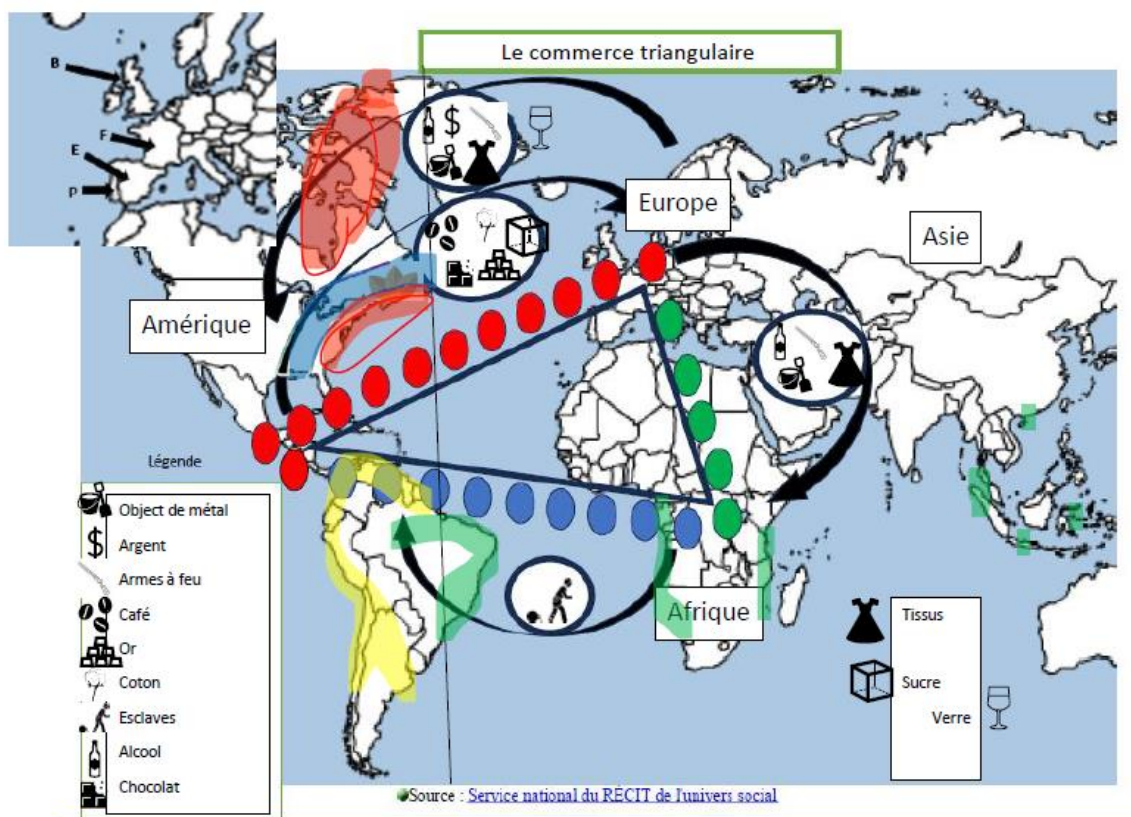 Le commerce triangulaire
B
F
E
P
$
Europe
Asie
Amérique
Légende
Object de métal
$ Argent
Armes à feu
Café
Or
Coton
Esclaves
Alcool
Chocolat
Afrique
Tissus
Sucre
Verre
Source : Service national du RÉCIT de l'univers social